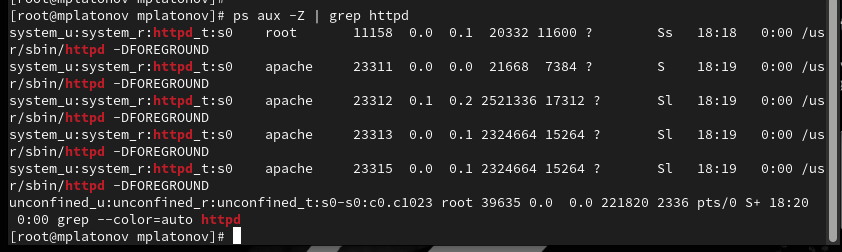 [root@mplatonov mplatonov]# ps aux -Z | grep httpd
system_u:system_r:httpd_t:s0    root       11158  0.0  0.1  20332 11600 ?        Ss   18:18   0:00 /us
r/sbin/httpd -DFOREGROUND
system_u:system_r:httpd_t:s0    apache     23311  0.0  0.0  21668  7384 ?        S    18:19   0:00 /us
r/sbin/httpd -DFOREGROUND
system_u:system_r:httpd_t:s0    apache     23312  0.1  0.2 2521336 17312 ?       Sl   18:19   0:00 /us
r/sbin/httpd -DFOREGROUND
system_u:system_r:httpd_t:s0    apache     23313  0.0  0.1 2324664 15264 ?       Sl   18:19   0:00 /us
r/sbin/httpd -DFOREGROUND
system_u:system_r:httpd_t:s0    apache     23315  0.0  0.1 2324664 15264 ?       Sl   18:19   0:00 /us
r/sbin/httpd -DFOREGROUND
unconfined_u:unconfined_r:unconfined_t:s0-s0:c0.c1023 root 39635 0.0  0.0 221820 2336 pts/0 S+ 18:20
0:00 grep --color=auto httpd
[root@mplatonov mplatonov]#